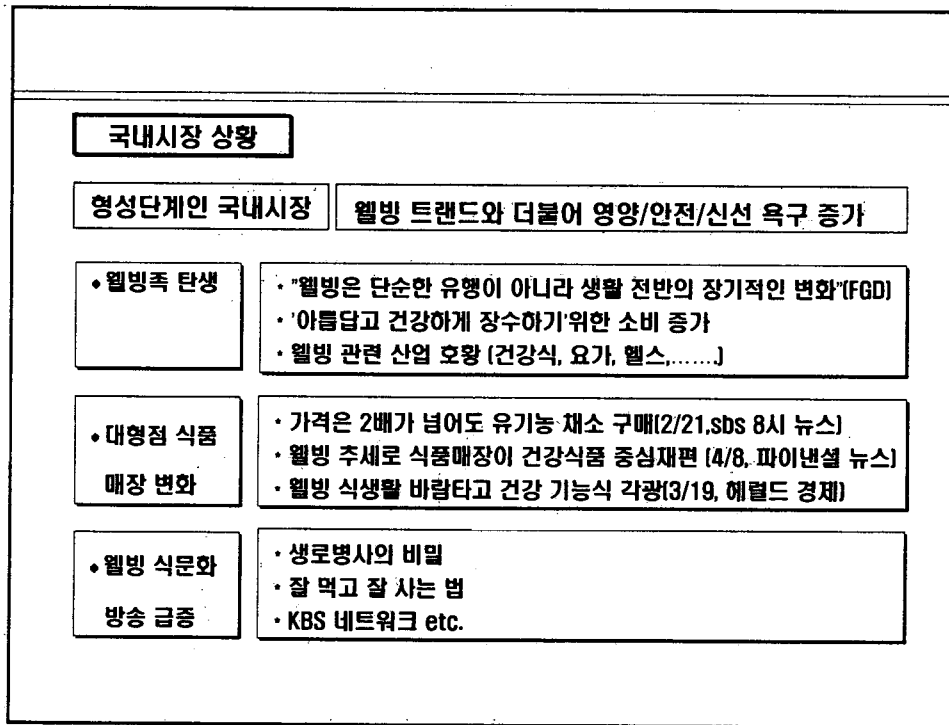 국내시장 상황
형성단계인 국내시장
웰빙 트랜드와 더불어 영양/안전/신선 욕구 증가
• 웰빙족 탄생
· "웰빙은 단순한 유행이 아니라 생활 전반의 장기적인 변화"(FGD)
· '아름답고 건강하게 장수하기'위한 소비 증가
· 웰빙 관련 산업 호황 (건강식, 요가, 헬스,.......)
• 대형점 식품
매장 변화
· 가격은 2배가 넘어도 유기농 채소 구매(2/21,sbs 8시 뉴스)
· 웰빙 추세로 식품매장이 건강식품 중심재편 (4/8, 파이낸셜 뉴스)
· 웰빙 식생활 바람타고 건강 기능식 각광(3/19, 헤럴드 경제)
• 웰빙 식문화
방송 급증
· 생로병사의 비밀
· 잘 먹고 잘 사는 법
· KBS 네트워크 etc.